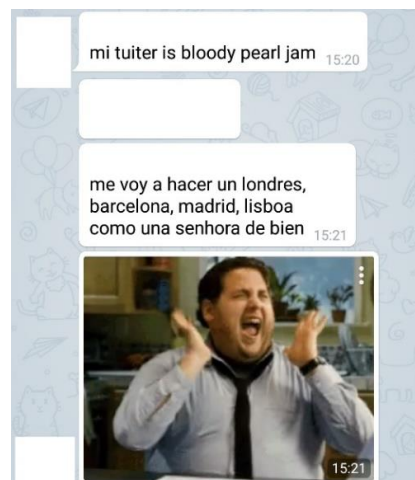 mi tuiter is bloody pearl jam 15:20
me voy a hacer un londres,
barcelona, madrid, lisboa
como una senhora de bien 15:21
15:21